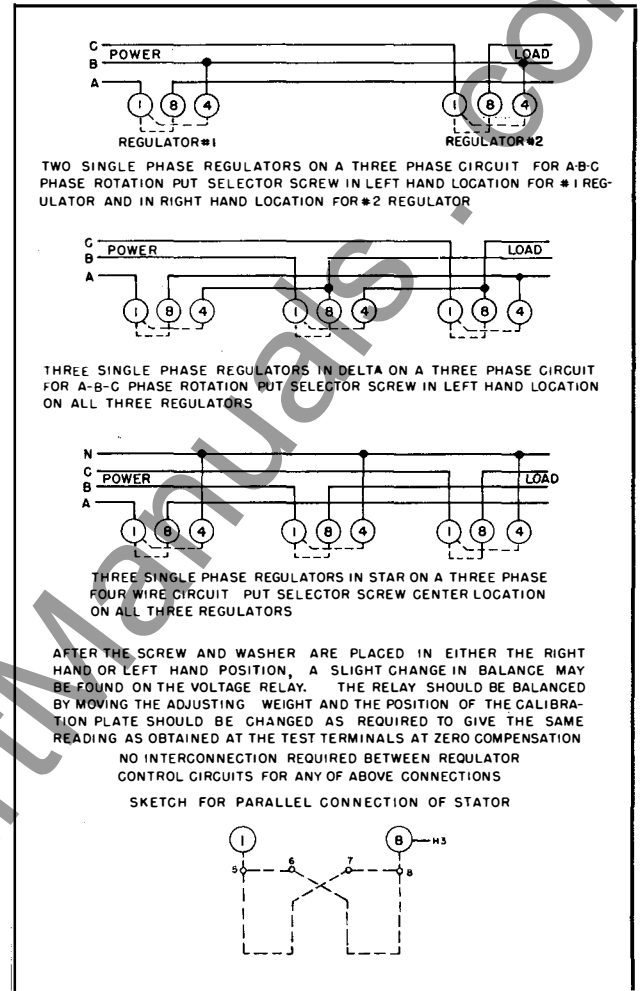 C POWER LOAD
B
A
1 8 4 1 8 4
REGULATOR#1 REGULATOR#2
TWO SINGLE PHASE REGULATORS ON A THREE PHASE CIRCUIT FOR A-B-C
PHASE ROTATION PUT SELECTOR SCREW IN LEFT HAND LOCATION FOR #1 REG-
ULATOR AND IN RIGHT HAND LOCATION FOR #2 REGULATOR
C POWER LOAD
B
A
1 8 4 1 8 4 1 8 4
THREE SINGLE PHASE REGULATORS IN DELTA ON A THREE PHASE CIRCUIT
FOR A-B-C PHASE ROTATION PUT SELECTOR SCREW IN LEFT HAND LOCATION
ON ALL THREE REGULATORS
N
C POWER LOAD
B
A
1 8 4 1 8 4 1 8 4
THREE SINGLE PHASE REGULATORS IN STAR ON A THREE PHASE
FOUR WIRE CIRCUIT PUT SELECTOR SCREW CENTER LOCATION
ON ALL THREE REGULATORS
AFTER THE SCREW AND WASHER ARE PLACED IN EITHER THE RIGHT
HAND OR LEFT HAND POSITION, A SLIGHT CHANGE IN BALANCE MAY
BE FOUND ON THE VOLTAGE RELAY. THE RELAY SHOULD BE BALANCED
BY MOVING THE ADJUSTING WEIGHT AND THE POSITION OF THE CALIBRA-
TION PLATE SHOULD BE CHANGED AS REQUIRED TO GIVE THE SAME
READING AS OBTAINED AT THE TEST TERMINALS AT ZERO COMPENSATION
NO INTERCONNECTION REQUIRED BETWEEN REQULATOR
CONTROL CIRCUITS FOR ANY OF ABOVE CONNECTIONS
SKETCH FOR PARALLEL CONNECTION OF STATOR
1 8 H3
5 6 7 8